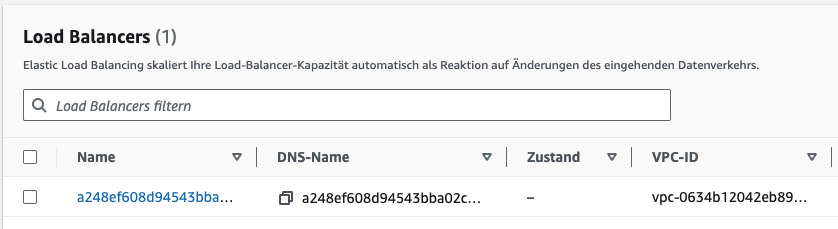 Load Balancers (1)
Elastic Load Balancing skaliert Ihre Load-Balancer-Kapazität automatisch als Reaktion auf Änderungen des eingehenden Datenverkehrs.
Load Balancers filtern
Name DNS-Name Zustand VPC-ID
a248ef608d94543bba... a248ef608d94543bba02c... – vpc-0634b12042eb89...